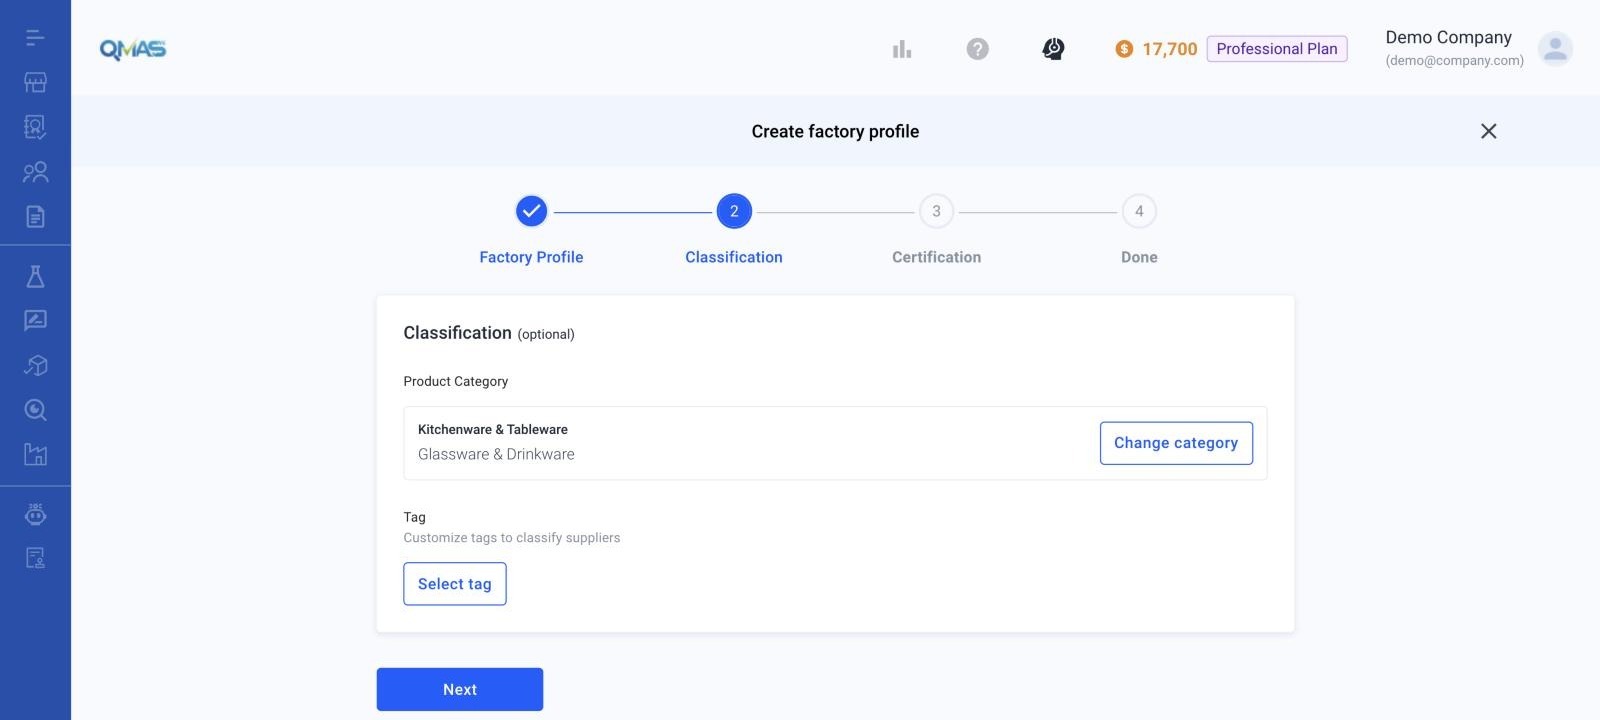 QMAS
17,700
Professional Plan
Demo Company
(demo@company.com)
Create factory profile
2
3
4
Factory Profile
Classification
Certification
Done
Classification (optional)
Product Category
Kitchenware & Tableware
Glassware & Drinkware
Change category
Tag
Customize tags to classify suppliers
Select tag
Next